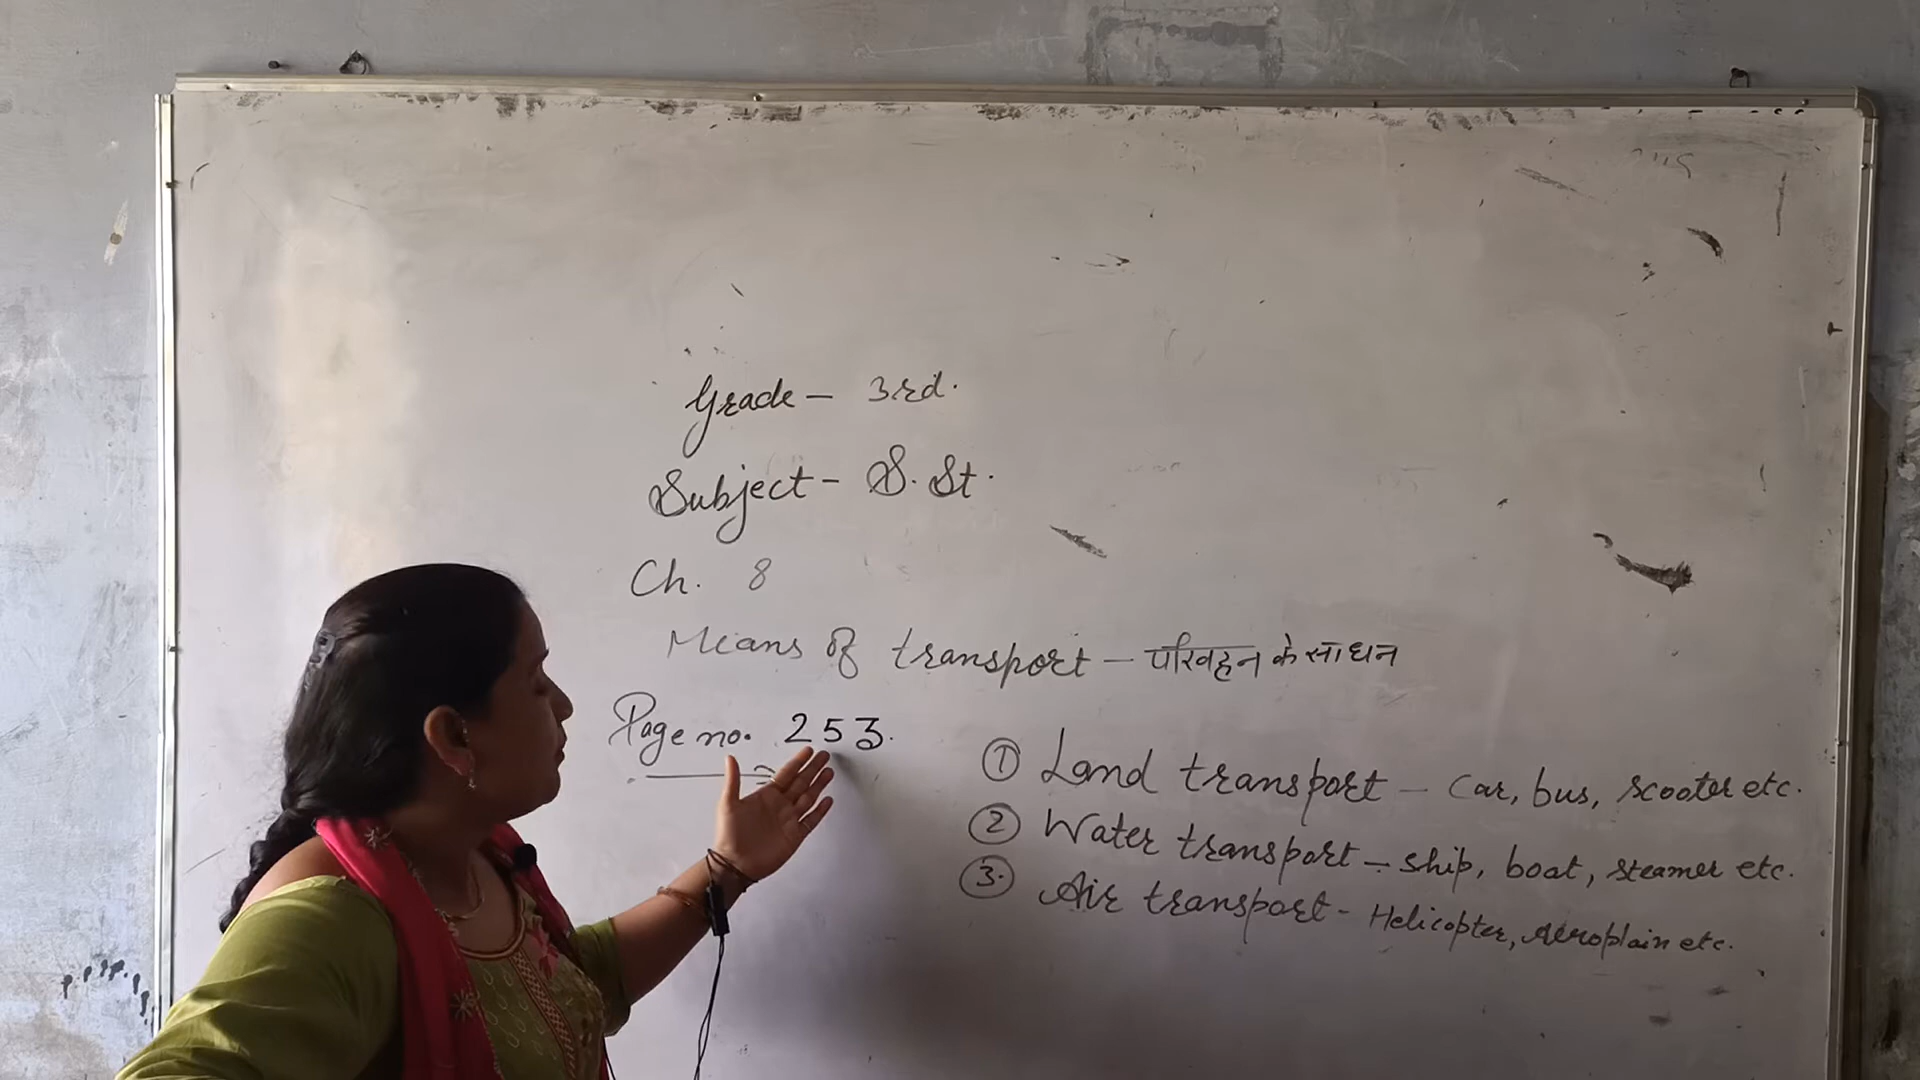 Grade - 3rd.
Subject - S. St.
Ch. 8
Means of transport - परिवहन के साधन
Page no. 253.
① Land transport - Car, bus, scooter etc.
② Water transport - ship, boat, steamer etc.
③ Air transport - Helicopter, Aeroplain etc.